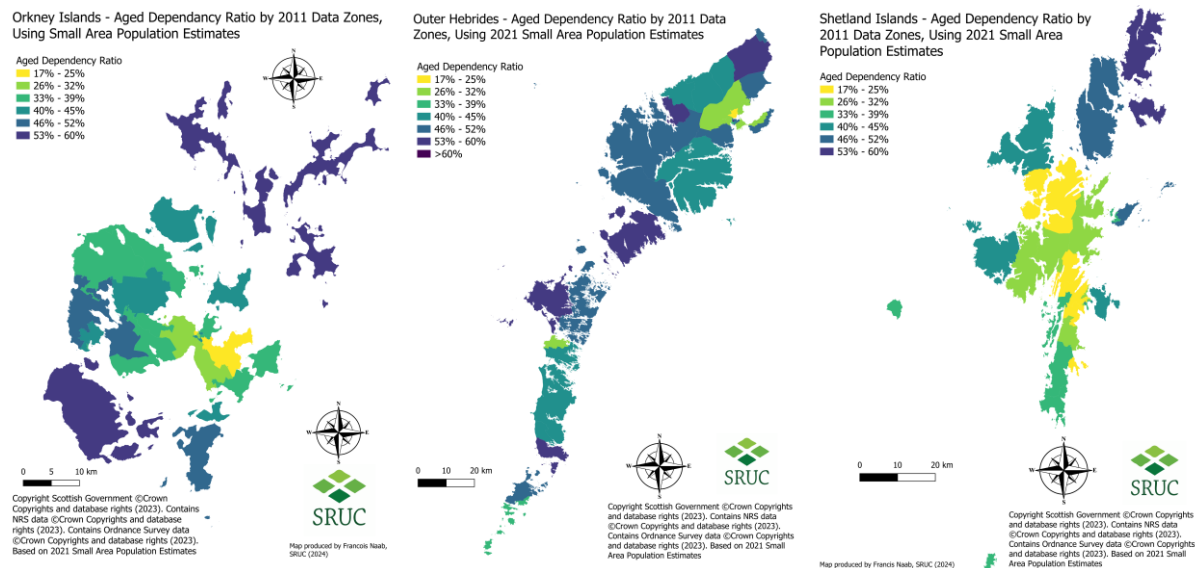 Orkney Islands - Aged Dependancy Ratio by 2011 Data Zones,
Using Small Area Population Estimates
Aged Dependancy Ratio
17% - 25%
26% - 32%
33% - 39%
40% - 45%
46% - 52%
53% - 60%
N
W
E
S
N
W
E
S
0
5
10 km
SRUC
Copyright Scottish Government ©Crown
Copyrights and database rights (2023). Contains
NRS data ©Crown Copyrights and database
rights (2023). Contains Ordnance Survey data
©Crown Copyrights and database rights (2023).
Based on 2021 Small Area Population Estimates
Map produced by Francois Naab,
SRUC (2024)
Outer Hebrides - Aged Dependency Ratio by 2011 Data
Zones, Using 2021 Small Area Population Estimates
Aged Dependency Ratio
17% - 25%
26% - 32%
33% - 39%
40% - 45%
46% - 52%
53% - 60%
>60%
N
W
E
S
0
10
20 km
SRUC
Copyright Scottish Government ©Crown Copyrights
and database rights (2023). Contains NRS data
©Crown Copyrights and database rights (2023).
Contains Ordnance Survey data ©Crown Copyrights
and database rights (2023). Based on 2021 Small
Area Population Estimates
Shetland Islands - Aged Dependency Ratio by
2011 Data Zones, Using 2021 Small Area
Population Estimates
Aged Dependency Ratio
17% - 25%
26% - 32%
33% - 39%
40% - 45%
46% - 52%
53% - 60%
0
10
20 km
N
W
E
S
SRUC
Copyright Scottish Government ©Crown Copyrights
and database rights (2023). Contains NRS data
©Crown Copyrights and database rights (2023).
Contains Ordnance Survey data ©Crown Copyrights
and database rights (2023). Based on 2021 Small
Area Population Estimates
Map produced by Francis Naab, SRUC (2024)